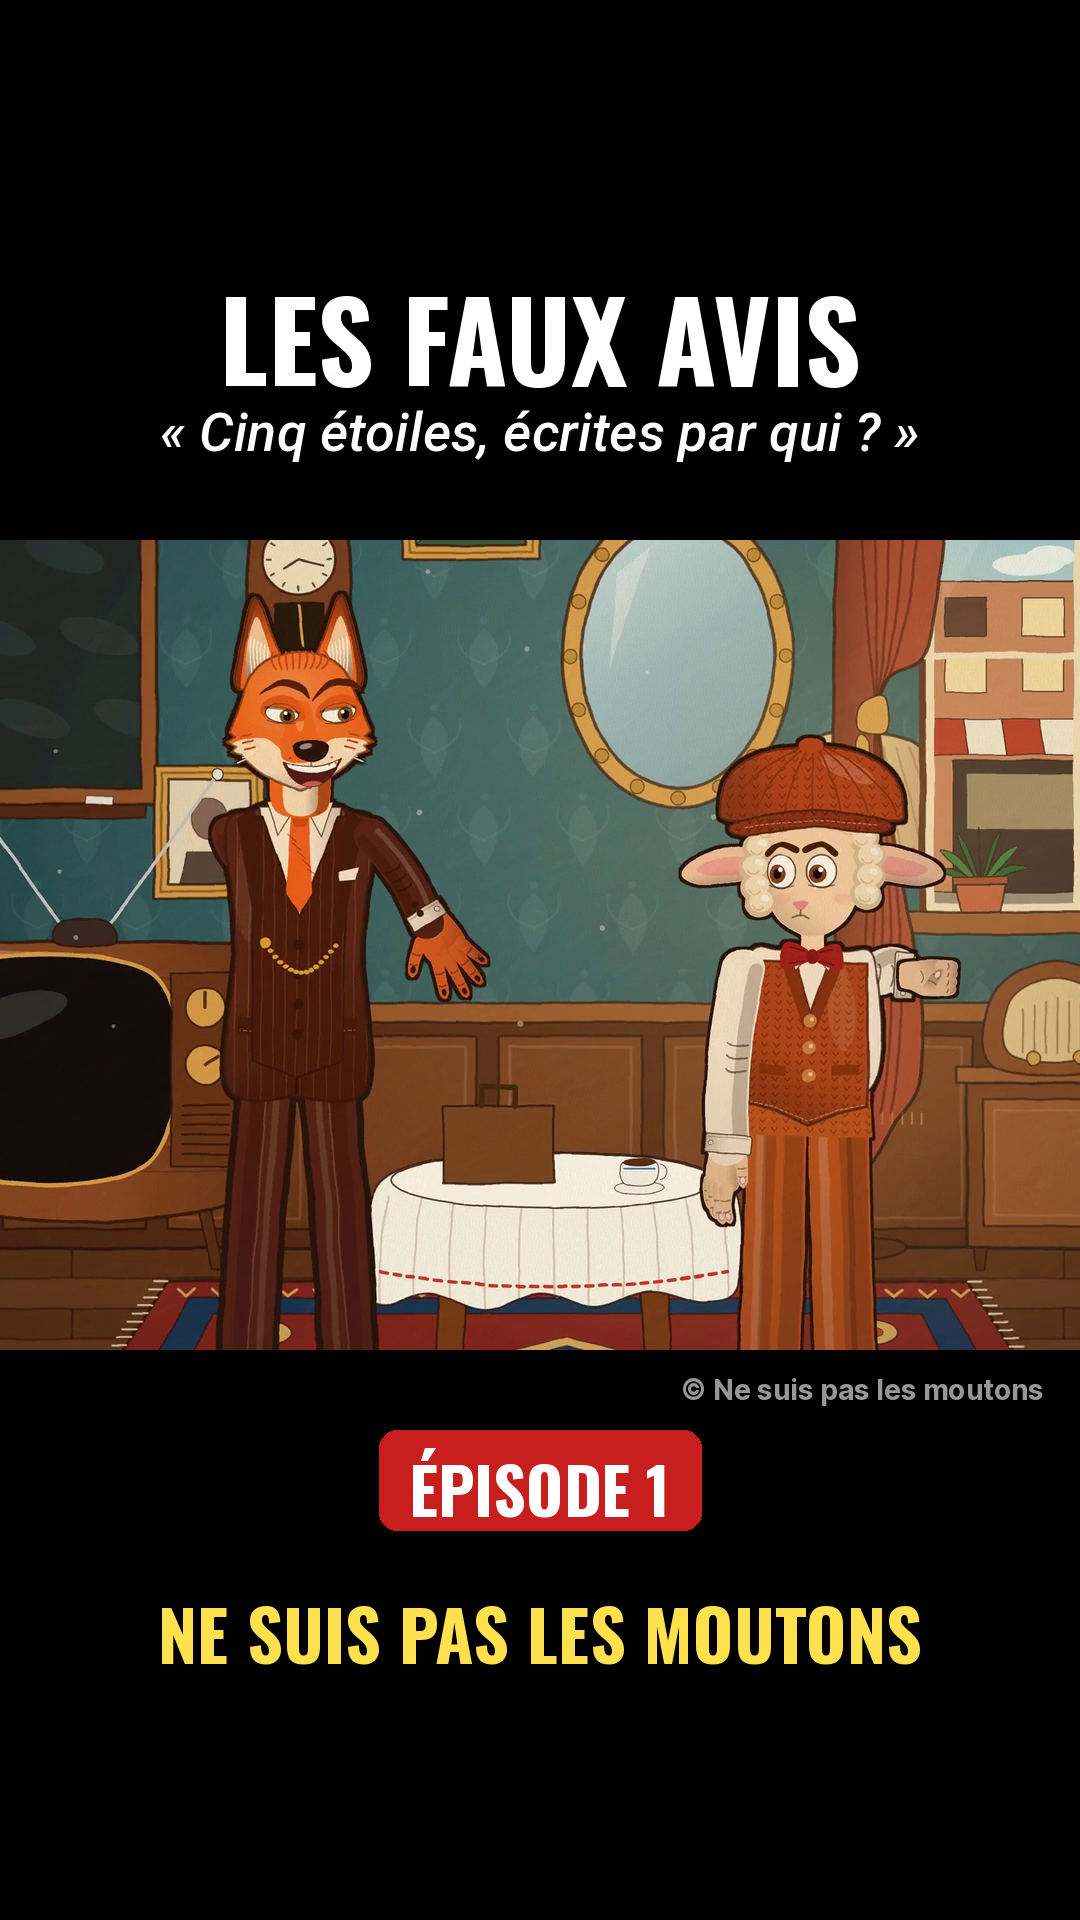 LES FAUX AVIS
« Cinq étoiles, écrites par qui ? »
© Ne suis pas les moutons
ÉPISODE 1
NE SUIS PAS LES MOUTONS